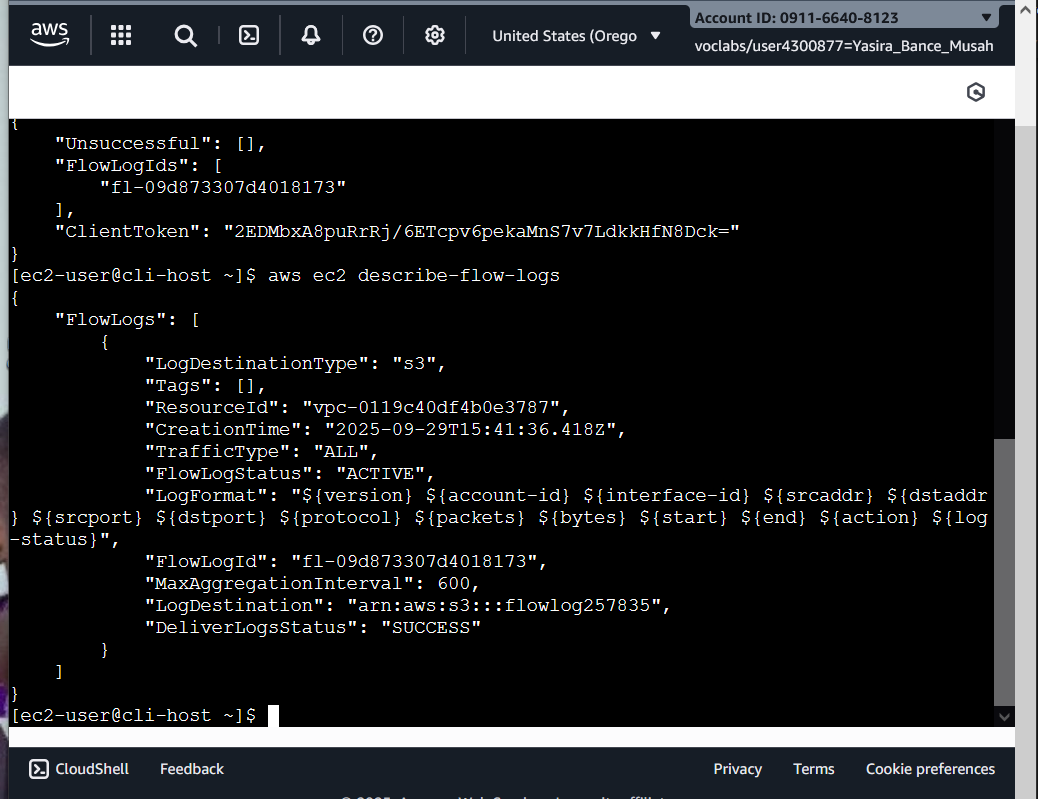 aws
United States (Orego
Account ID: 0911-6640-8123
voclabs/user4300877=Yasira_Bance_Musah
{
"Unsuccessful": [],
"FlowLogIds": [
"fl-09d873307d4018173"
],
"ClientToken": "2EDMbxA8puRrRj/6ETcpv6pekaMnS7v7LdkkHfN8Dck="
}
[ec2-user@cli-host ~]$ aws ec2 describe-flow-logs
{
"FlowLogs": [
{
"LogDestinationType": "s3",
"Tags": [],
"ResourceId": "vpc-0119c40df4b0e3787",
"CreationTime": "2025-09-29T15:41:36.418Z",
"TrafficType": "ALL",
"FlowLogStatus": "ACTIVE",
"LogFormat": "${version} ${account-id} ${interface-id} ${srcaddr} ${dstaddr
} ${srcport} ${dstport} ${protocol} ${packets} ${bytes} ${start} ${end} ${action} ${log
-status}",
"FlowLogId": "fl-09d873307d4018173",
"MaxAggregationInterval": 600,
"LogDestination": "arn:aws:s3:::flowlog257835",
"DeliverLogsStatus": "SUCCESS"
}
]
}
[ec2-user@cli-host ~]$
CloudShell Feedback Privacy Terms Cookie preferences